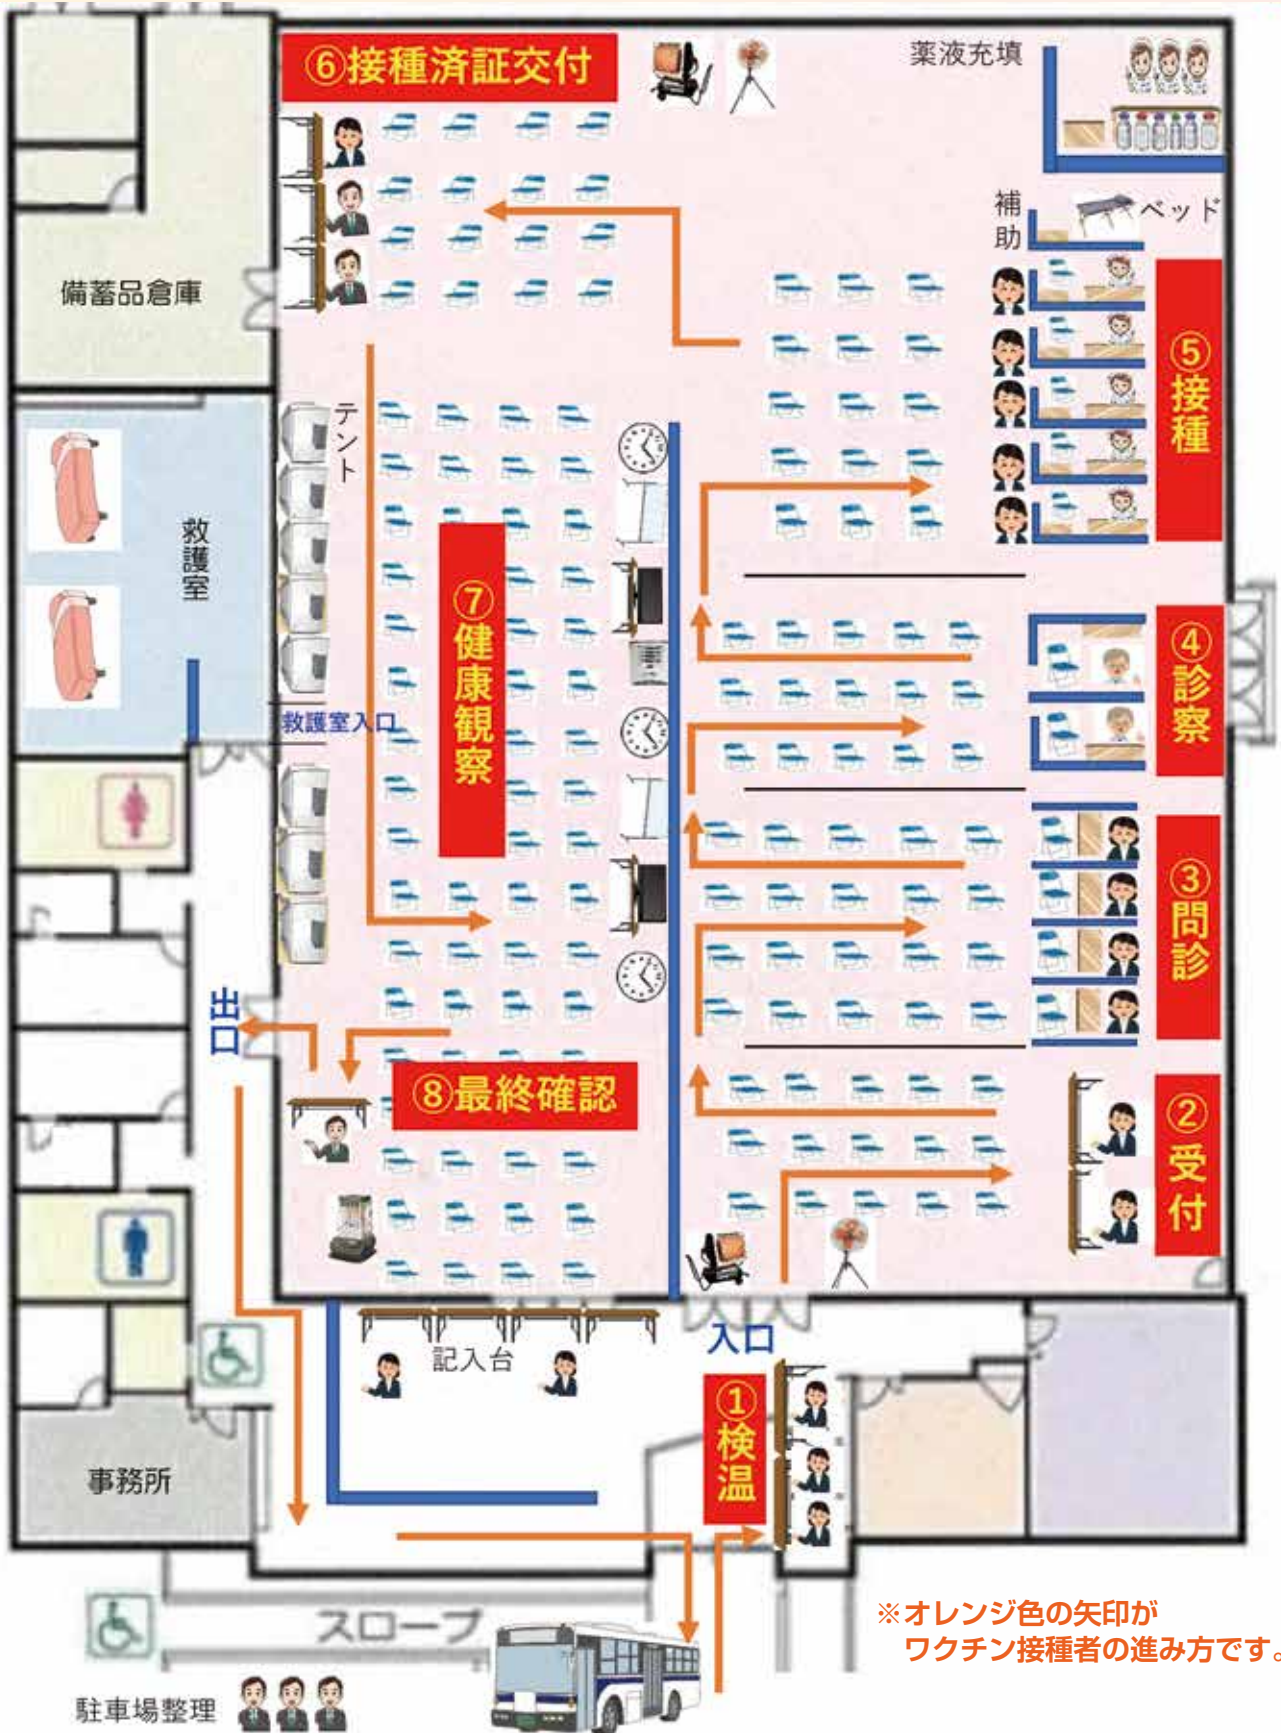 ⑥接種済証交付
薬液充填
補助
ベッド
備蓄品倉庫
⑤接種
テント
救護室
⑦健康観察
④診察
救護室入口
③問診
出口
⑧最終確認
②受付
入口
記入台
①検温
事務所
スロープ
※オレンジ色の矢印が
ワクチン接種者の進み方です。
駐車場整理